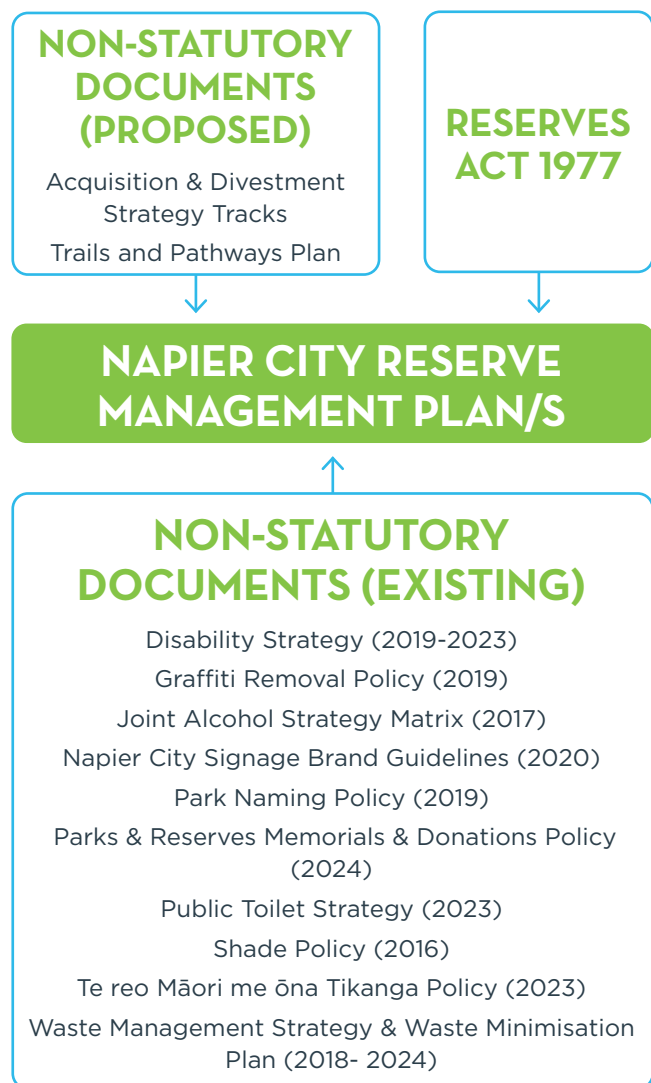 NON-STATUTORY
DOCUMENTS
(PROPOSED)
Acquisition & Divestment
Strategy Tracks
Trails and Pathways Plan
RESERVES
ACT 1977
NAPIER CITY RESERVE
MANAGEMENT PLAN/S
NON-STATUTORY
DOCUMENTS (EXISTING)
Disability Strategy (2019-2023)
Graffiti Removal Policy (2019)
Joint Alcohol Strategy Matrix (2017)
Napier City Signage Brand Guidelines (2020)
Park Naming Policy (2019)
Parks & Reserves Memorials & Donations Policy
(2024)
Public Toilet Strategy (2023)
Shade Policy (2016)
Te reo Māori me ōna Tikanga Policy (2023)
Waste Management Strategy & Waste Minimisation
Plan (2018- 2024)